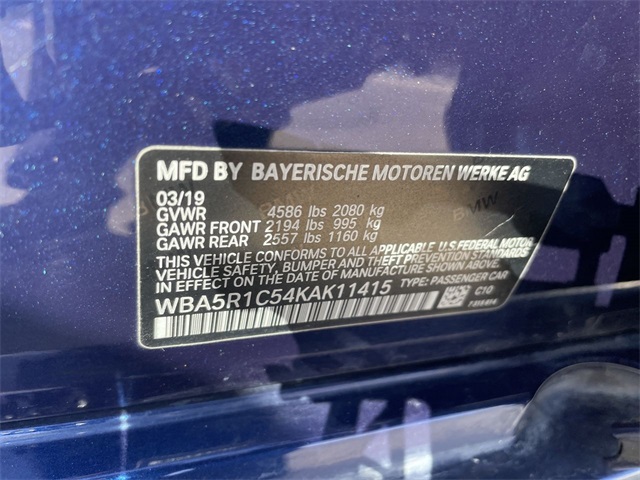 MFD BY BAYERISCHE MOTOREN WERKE AG
03/19
GVWR 4586 lbs 2080 kg
GAWR FRONT 2194 lbs 995 kg
GAWR REAR 2557 lbs 1160 kg
THIS VEHICLE CONFORMS TO ALL APPLICABLE U.S FEDERAL MOTOR
VEHICLE SAFETY, BUMPER, AND THEFT PREVENTION STANDARDS
IN EFFECT ON THE DATE OF MANUFACTURE SHOWN ABOVE.
WBA5R1C54KAK11415 TYPE: PASSENGER CAR
C10
BMW